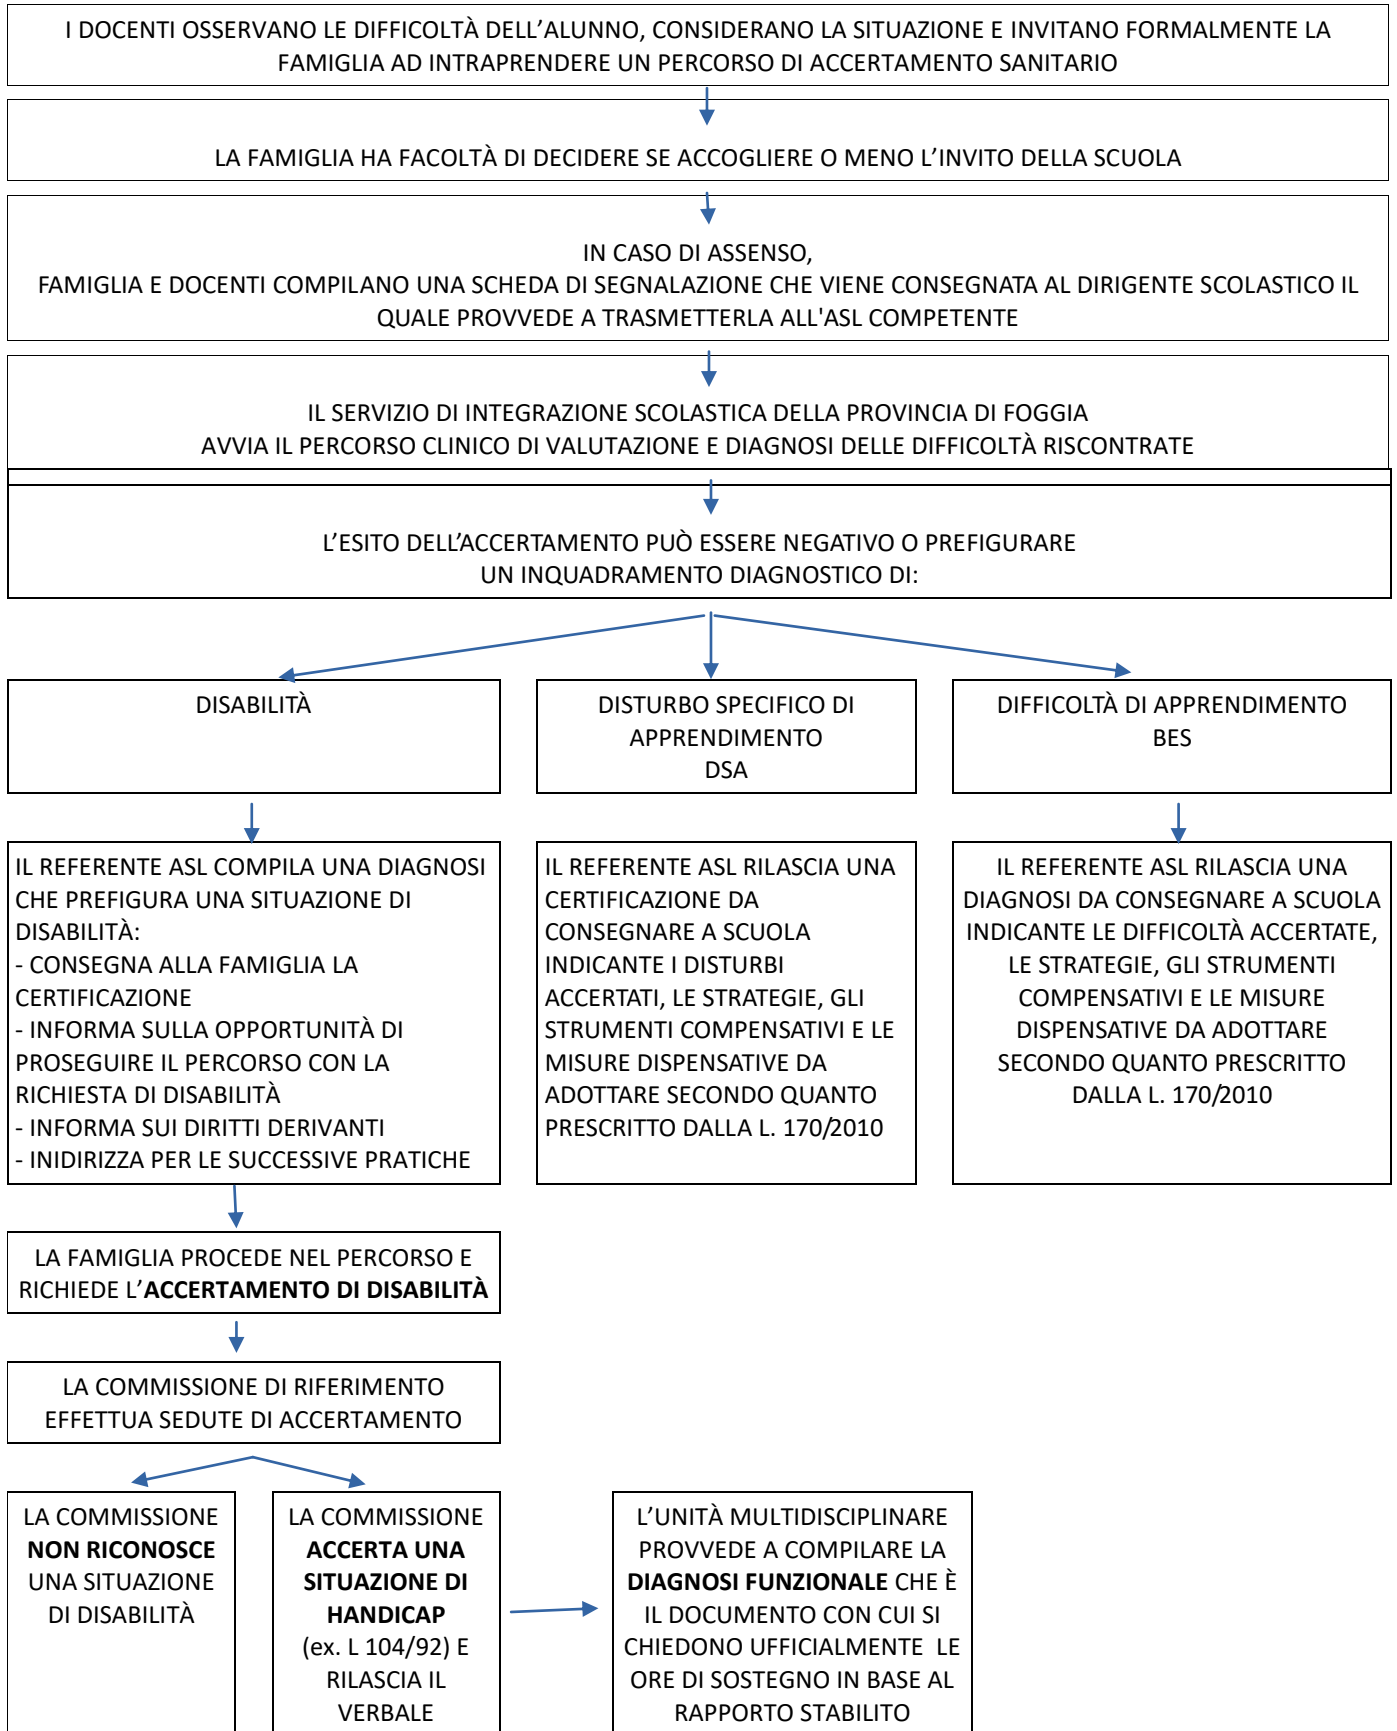 I DOCENTI OSSERVANO LE DIFFICOLTÀ DELL'ALUNNO, CONSIDERANO LA SITUAZIONE E INVITANO FORMALMENTE LA
FAMIGLIA AD INTRAPRENDERE UN PERCORSO DI ACCERTAMENTO SANITARIO
LA FAMIGLIA HA FACOLTÀ DI DECIDERE SE ACCOGLIERE O MENO L'INVITO DELLA SCUOLA
IN CASO DI ASSENSO,
FAMIGLIA E DOCENTI COMPILANO UNA SCHEDA DI SEGNALAZIONE CHE VIENE CONSEGNATA AL DIRIGENTE SCOLASTICO IL
QUALE PROVVEDE A TRASMETTERLA ALL'ASL COMPETENTE
IL SERVIZIO DI INTEGRAZIONE SCOLASTICA DELLA PROVINCIA DI FOGGIA
AVVIA IL PERCORSO CLINICO DI VALUTAZIONE E DIAGNOSI DELLE DIFFICOLTÀ RISCONTRATE
L'ESITO DELL'ACCERTAMENTO PUÒ ESSERE NEGATIVO O PREFIGURARE
UN INQUADRAMENTO DIAGNOSTICO DI:
DISABILITÀ
DISTURBO SPECIFICO DI
APPRENDIMENTO
DSA
DIFFICOLTÀ DI APPRENDIMENTO
BES
IL REFERENTE ASL COMPILA UNA DIAGNOSI
CHE PREFIGURA UNA SITUAZIONE DI
DISABILITÀ:
- CONSEGNA ALLA FAMIGLIA LA
CERTIFICAZIONE
- INFORMA SULLA OPPORTUNITÀ DI
PROSEGUIRE IL PERCORSO CON LA
RICHIESTA DI DISABILITÀ
- INFORMA SUI DIRITTI DERIVANTI
- INIDIRIZZA PER LE SUCCESSIVE PRATICHE
IL REFERENTE ASL RILASCIA UNA
CERTIFICAZIONE DA
CONSEGNARE A SCUOLA
INDICANTE I DISTURBI
ACCERTATI, LE STRATEGIE, GLI
STRUMENTI COMPENSATIVI E LE
MISURE DISPENSATIVE DA
ADOTTARE SECONDO QUANTO
PRESCRITTO DALLA L. 170/2010
IL REFERENTE ASL RILASCIA UNA
DIAGNOSI DA CONSEGNARE A SCUOLA
INDICANTE LE DIFFICOLTÀ ACCERTATE,
LE STRATEGIE, GLI STRUMENTI
COMPENSATIVI E LE MISURE
DISPENSATIVE DA ADOTTARE
SECONDO QUANTO PRESCRITTO
DALLA L. 170/2010
LA FAMIGLIA PROCEDE NEL PERCORSO E
RICHIEDE L'ACCERTAMENTO DI DISABILITÀ
LA COMMISSIONE DI RIFERIMENTO
EFFETTUA SEDUTE DI ACCERTAMENTO
LA COMMISSIONE
NON RICONOSCE
UNA SITUAZIONE
DI DISABILITÀ
LA COMMISSIONE
ACCERTA UNA
SITUAZIONE DI
HANDICAP
(ex. L 104/92) E
RILASCIA IL
VERBALE
L'UNITÀ MULTIDISCIPLINARE
PROVVEDE A COMPILARE LA
DIAGNOSI FUNZIONALE CHE È
IL DOCUMENTO CON CUI SI
CHIEDONO UFFICIALMENTE LE
ORE DI SOSTEGNO IN BASE AL
RAPPORTO STABILITO